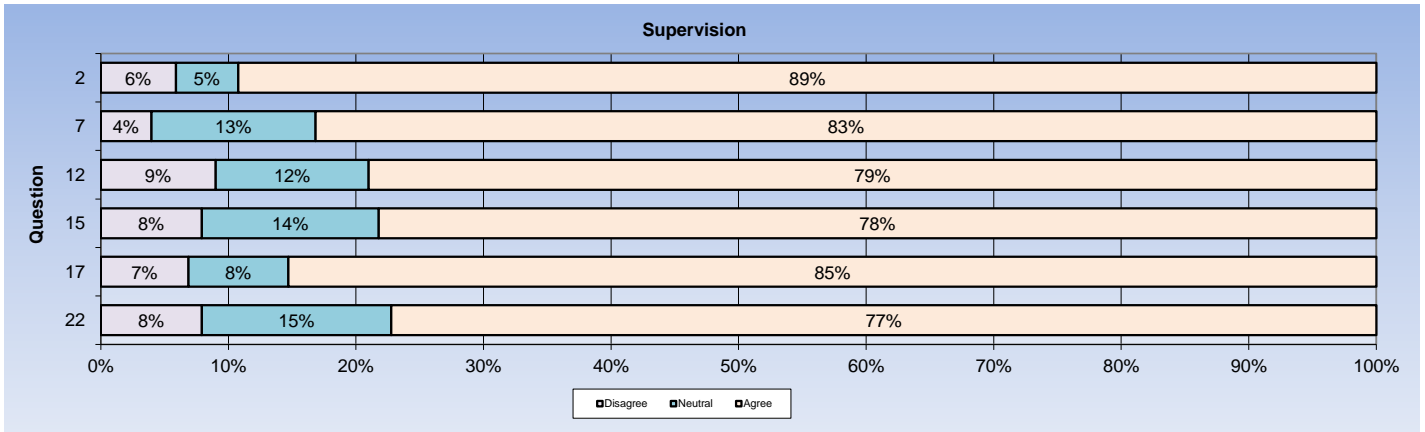 Supervision
Question
2 6% 5% 89%
7 4% 13% 83%
12 9% 12% 79%
15 8% 14% 78%
17 7% 8% 85%
22 8% 15% 77%
0% 10% 20% 30% 40% 50% 60% 70% 80% 90% 100%
Disagree Neutral Agree